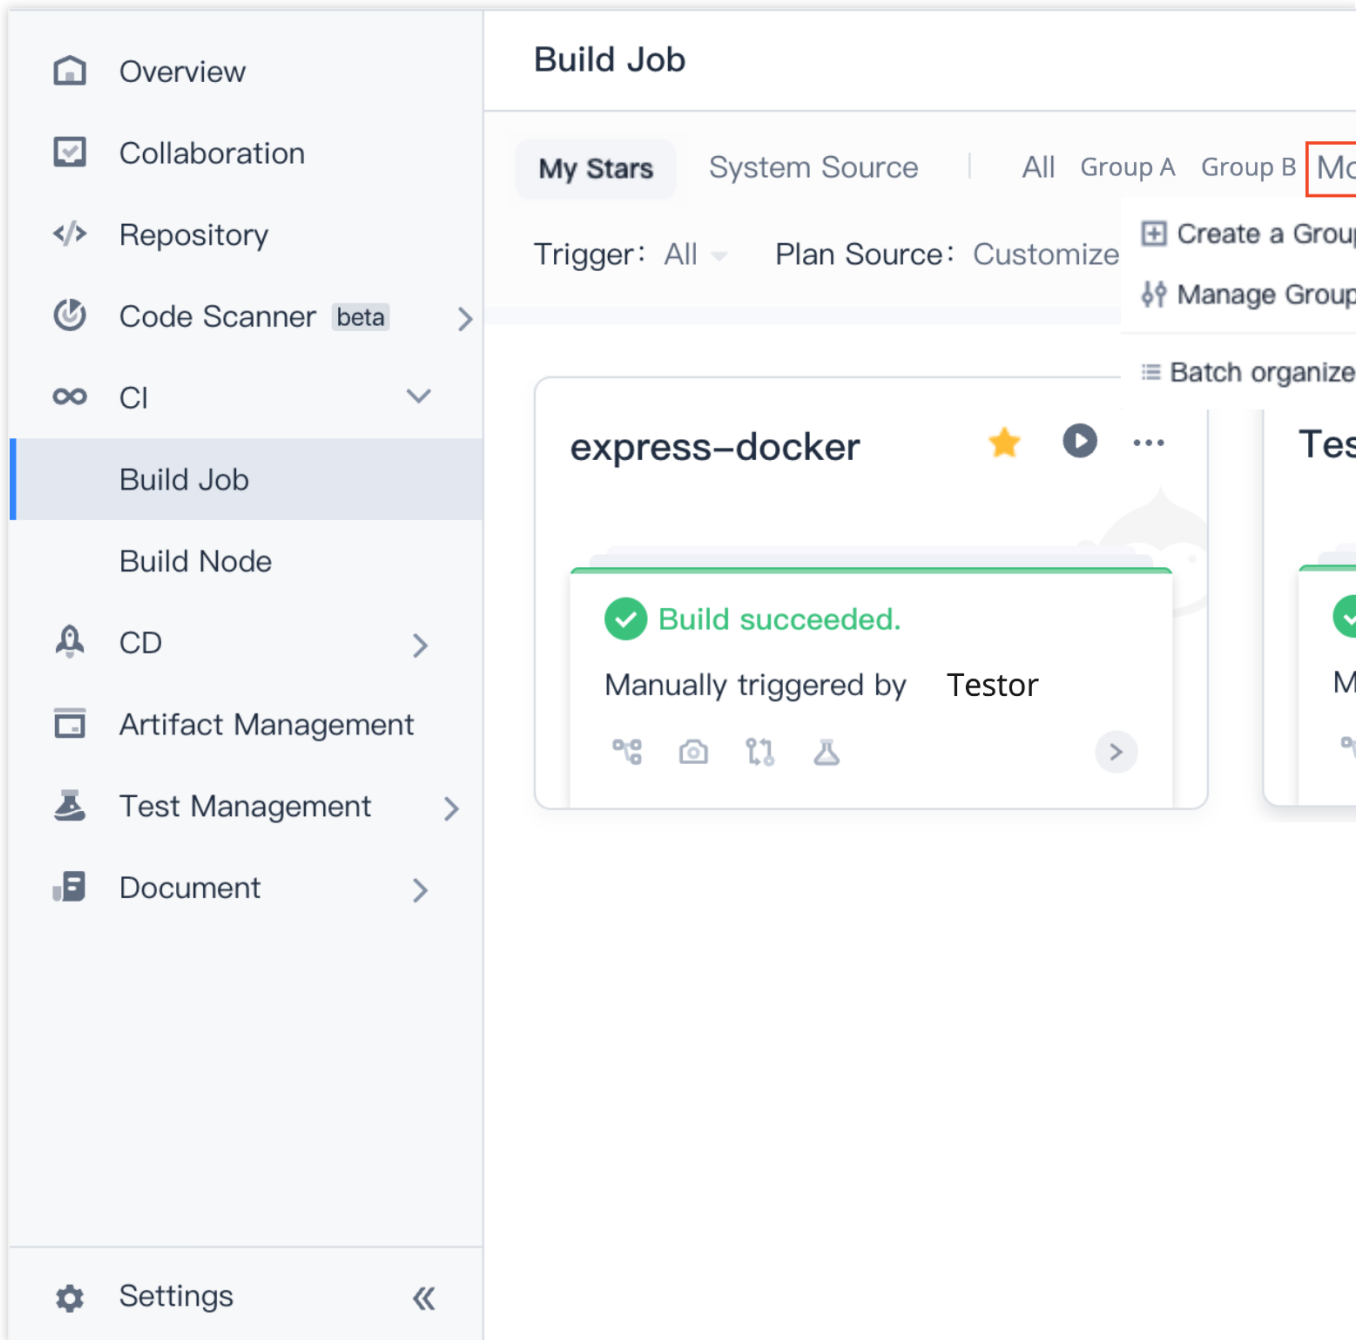 Overview
Collaboration
Repository
Code Scanner beta
CI
Build Job
Build Node
CD
Artifact Management
Test Management
Document
Settings
Build Job
My Stars System Source All Group A Group B
Trigger: All Plan Source: Customize
Create a
Manage
Batch organize
express-docker
Build succeeded.
Manually triggered by Testor